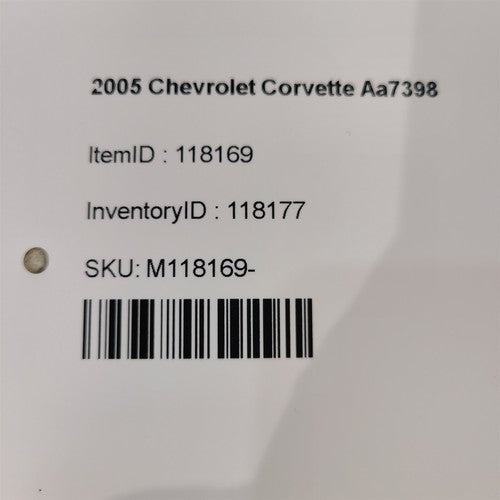 2005 Chevrolet Corvette Aa7398
ItemID : 118169
InventoryID : 118177
SKU: M118169-